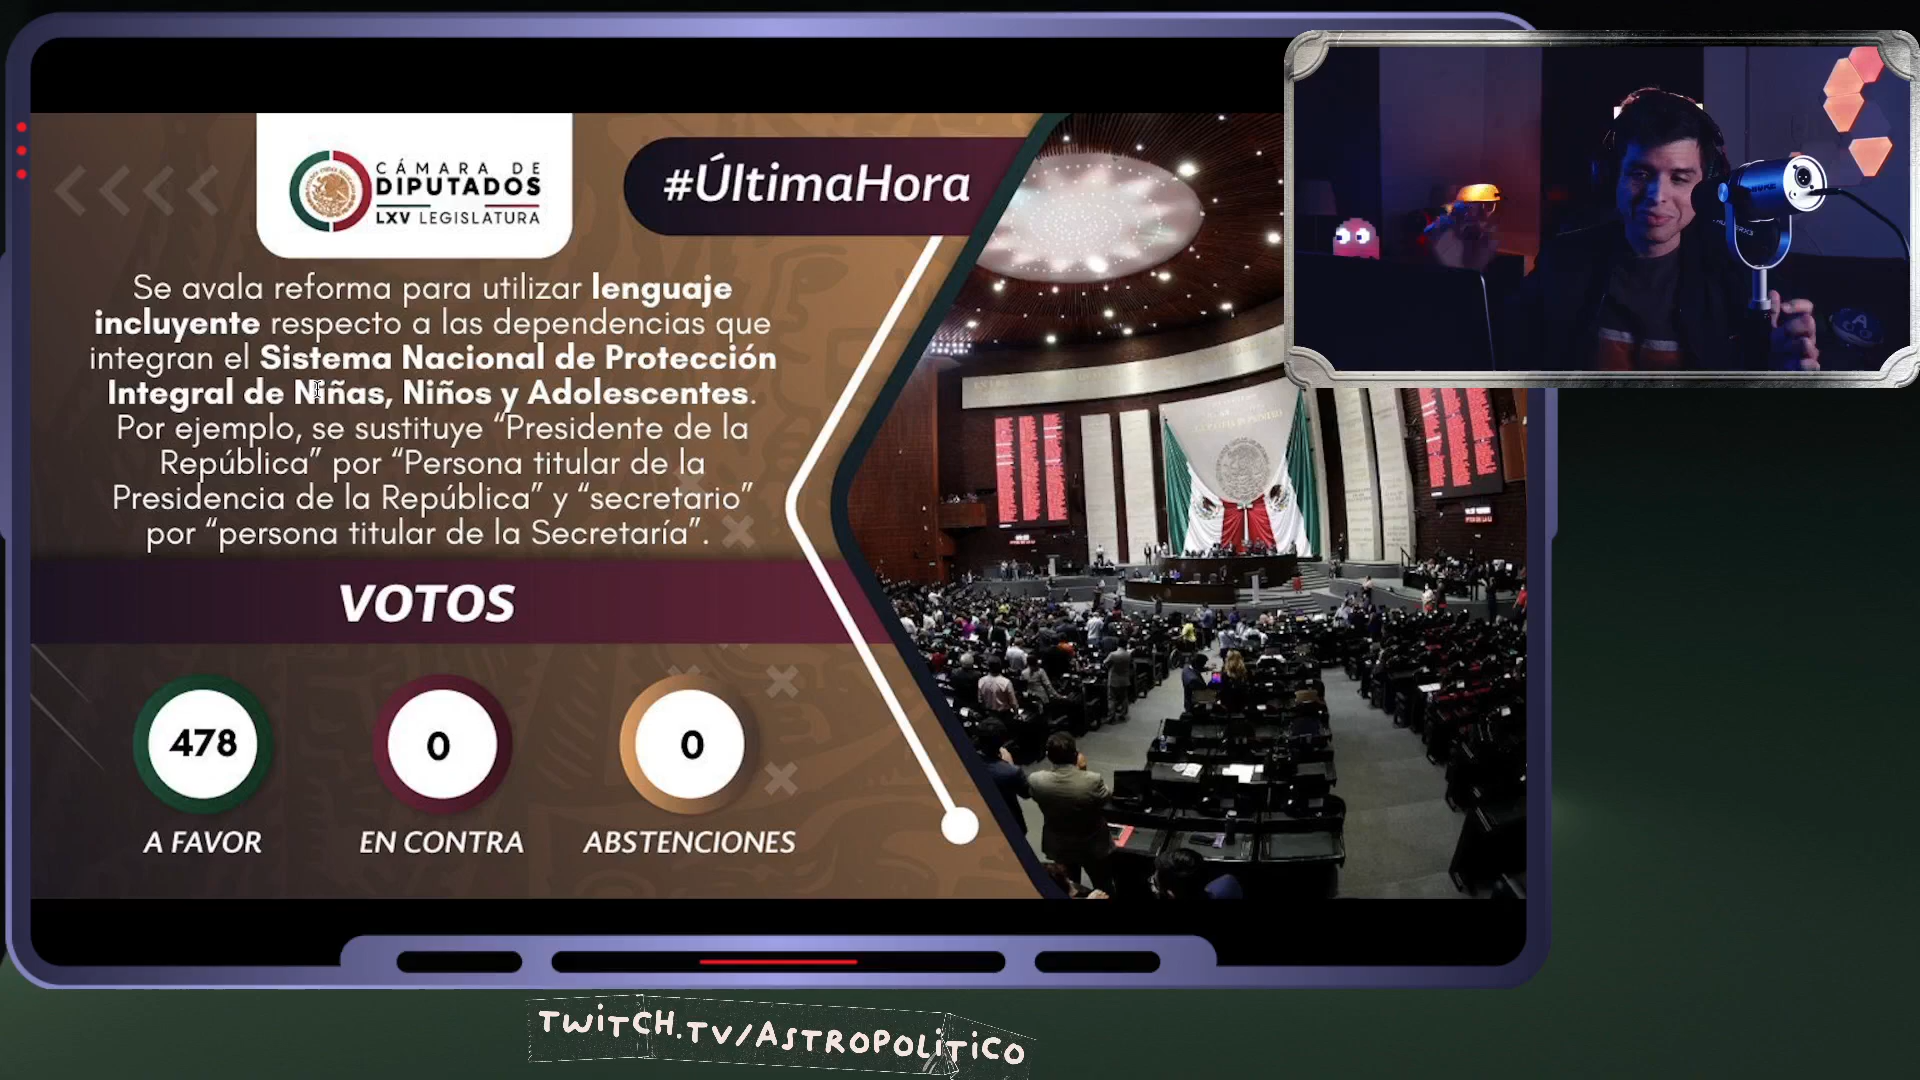 CÁMARA DE
DIPUTADOS
LXV LEGISLATURA
#ÚltimaHora
Se avala reforma para utilizar lenguaje
incluyente respecto a las dependencias que
integran el Sistema Nacional de Protección
Integral de Niñas, Niños y Adolescentes.
Por ejemplo, se sustituye “Presidente de la
República” por “Persona titular de la
Presidencia de la República” y “secretario”
por “persona titular de la Secretaría”.
VOTOS
478
0
0
A FAVOR
EN CONTRA
ABSTENCIONES
TWITCH.TV/ASTROPOLITICO